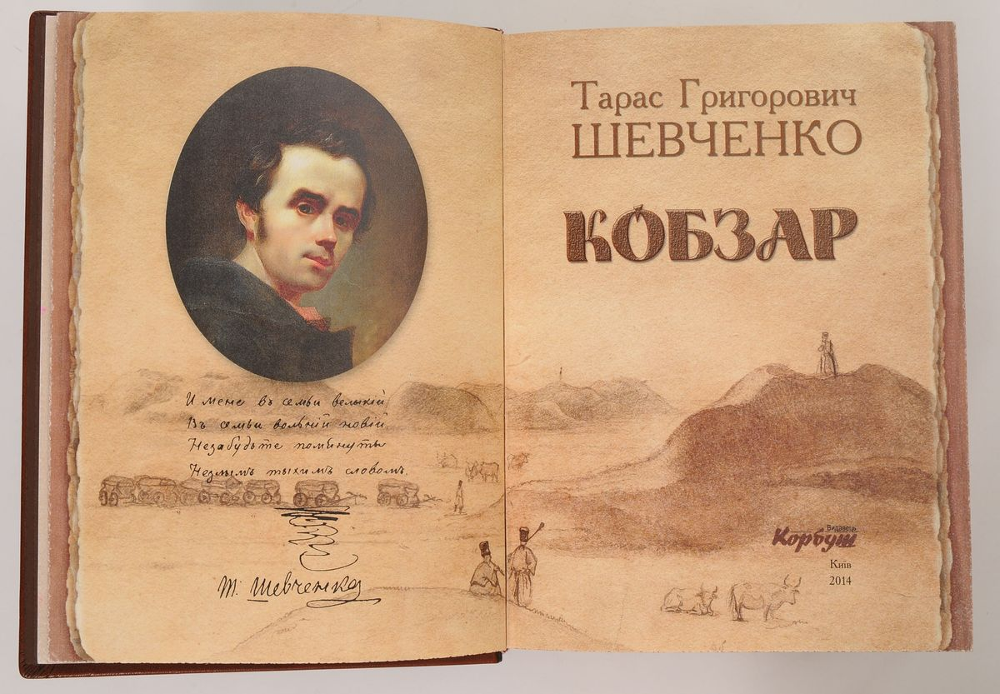 И мене въ семьи великій
Въ семьи вольній новій
Незабудьте помянуты
Незлымъ тыхимъ словомъ.
Т. Шевченко
Тарас Григорович
ШЕВЧЕНКО
КОБЗАР
Видавець
Корбуш
Київ
2014